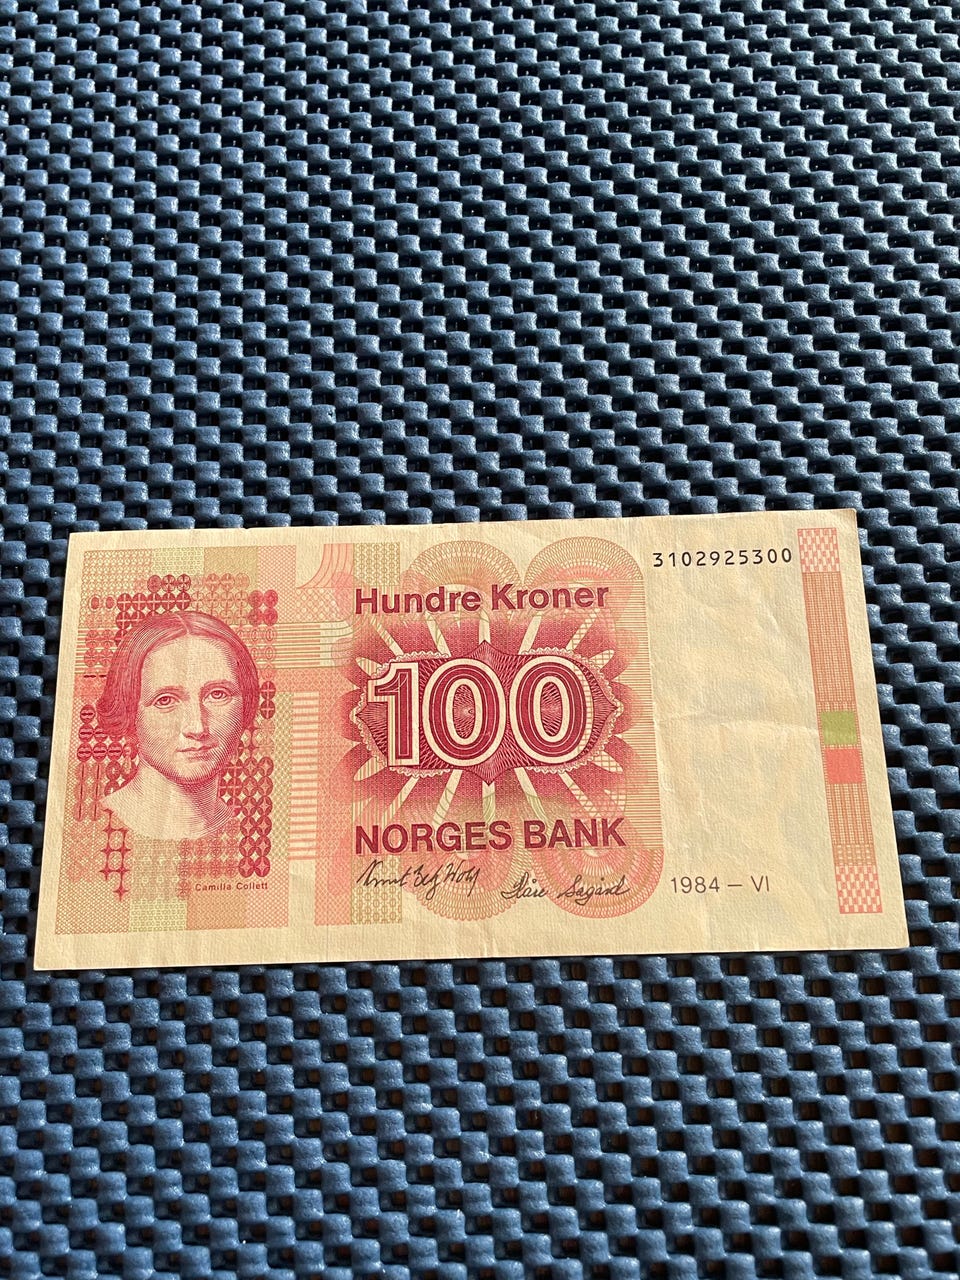 3102925300
Hundre Kroner
100
NORGES BANK
Camilla Collett
1984 – VI